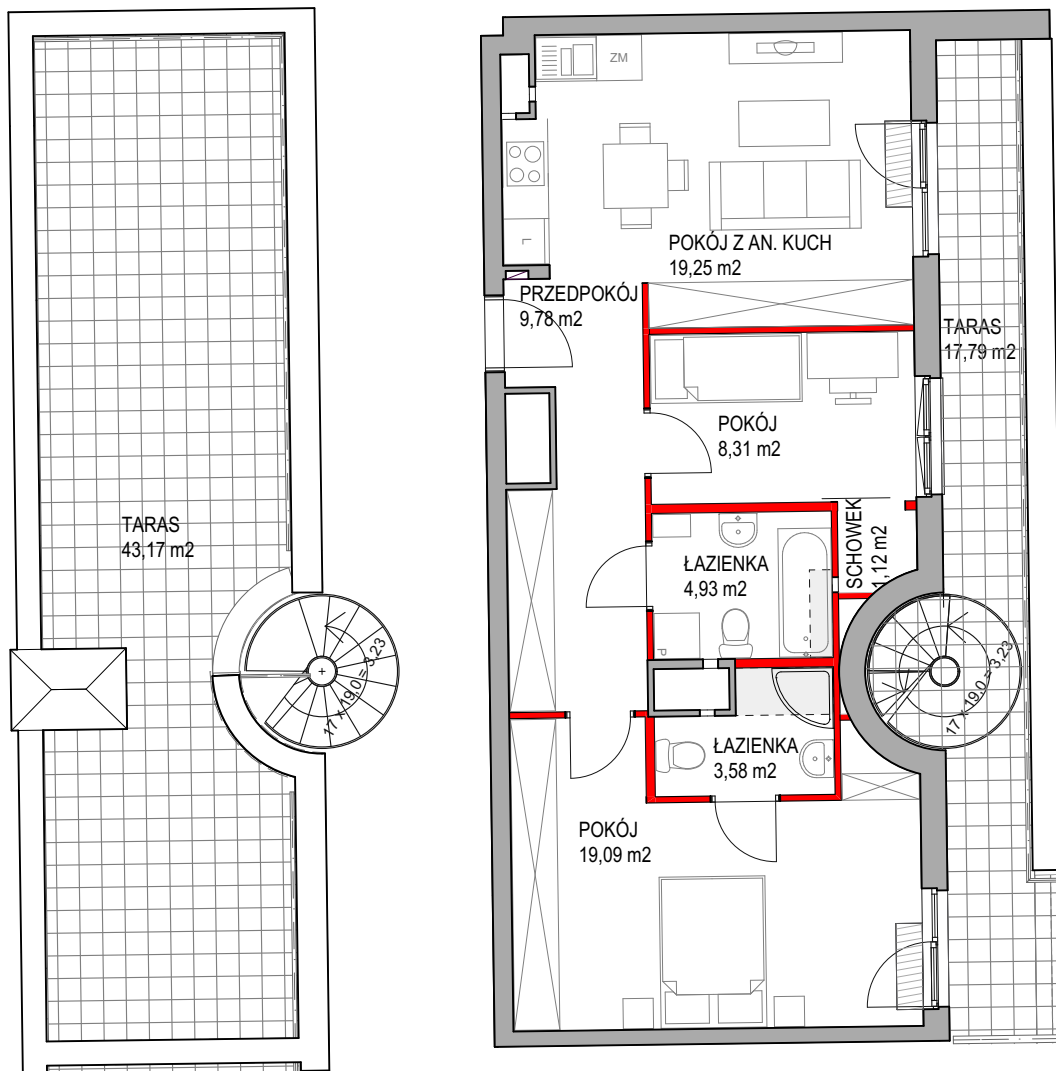 TARAS
43,17 m2
17 x 19,0 = 3,23
ZM
L
POKÓJ Z AN. KUCH
19,25 m2
PRZEDPOKÓJ
9,78 m2
TARAS
17,79 m2
POKÓJ
8,31 m2
SCHOWEK
1,12 m2
ŁAZIENKA
4,93 m2
P
17 x 19,0 = 3,23
ŁAZIENKA
3,58 m2
POKÓJ
19,09 m2